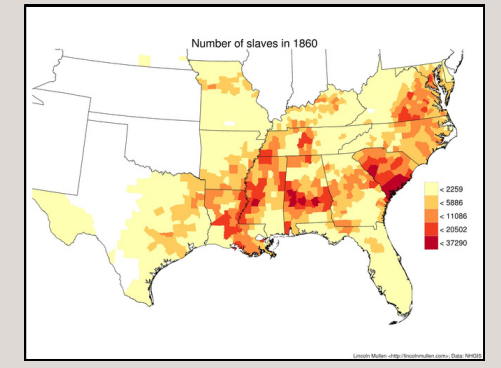 Number of slaves in 1860
< 2259
< 5886
< 11086
< 20502
< 37290
Lincoln Mullen <http://lincolnmullen.com>; Data: NHGIS